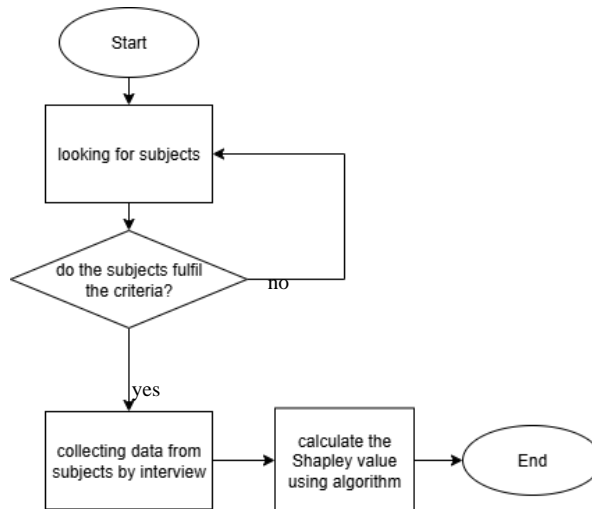 Start
looking for subjects
do the subjects fulfil
the criteria?
no
yes
collecting data from
subjects by interview
calculate the
Shapley value
using algorithm
End